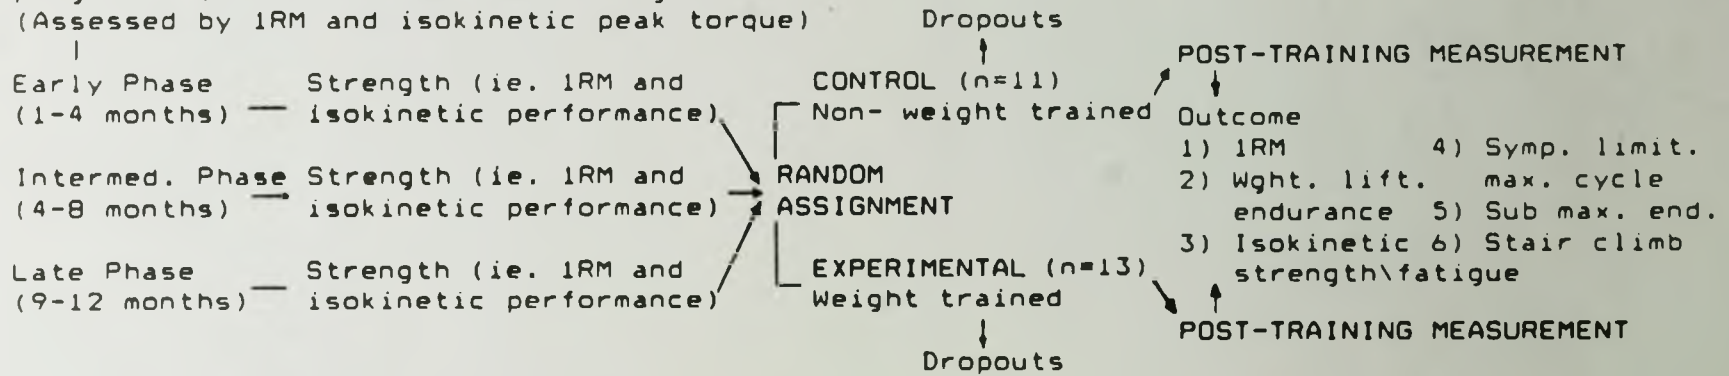 (Assessed by 1RM and isokinetic peak torque)
Dropouts
POST-TRAINING MEASUREMENT
Early Phase
(1-4 months)
Strength (ie. 1RM and
isokinetic performance)
CONTROL (n=11)
Non- weight trained
Outcome
1) 1RM
2) Wght. lift.
endurance
3) Isokinetic
strength\fatigue
4) Symp. limit.
max. cycle
5) Sub max. end.
6) Stair climb
Intermed. Phase
(4-8 months)
Strength (ie. 1RM and
isokinetic performance)
RANDOM
ASSIGNMENT
Late Phase
(9-12 months)
Strength (ie. 1RM and
isokinetic performance)
EXPERIMENTAL (n=13)
Weight trained
POST-TRAINING MEASUREMENT
Dropouts